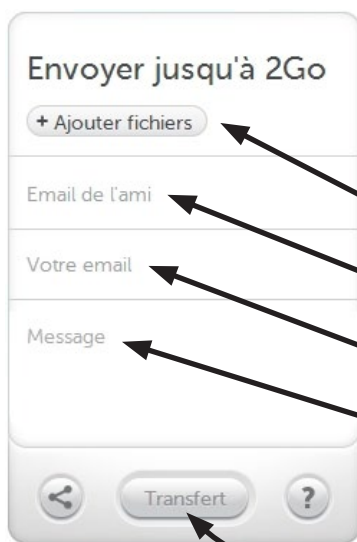 Envoyer jusqu'à 2Go
+ Ajouter fichiers
Email de l'ami
Votre email
Message
Transfert
?